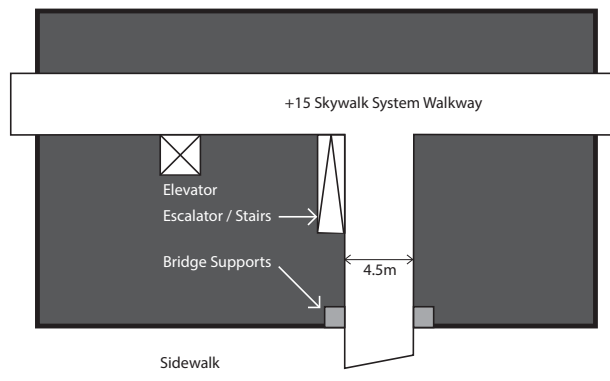 +15 Skywalk System Walkway
Elevator
Escalator / Stairs
Bridge Supports
4.5m
Sidewalk